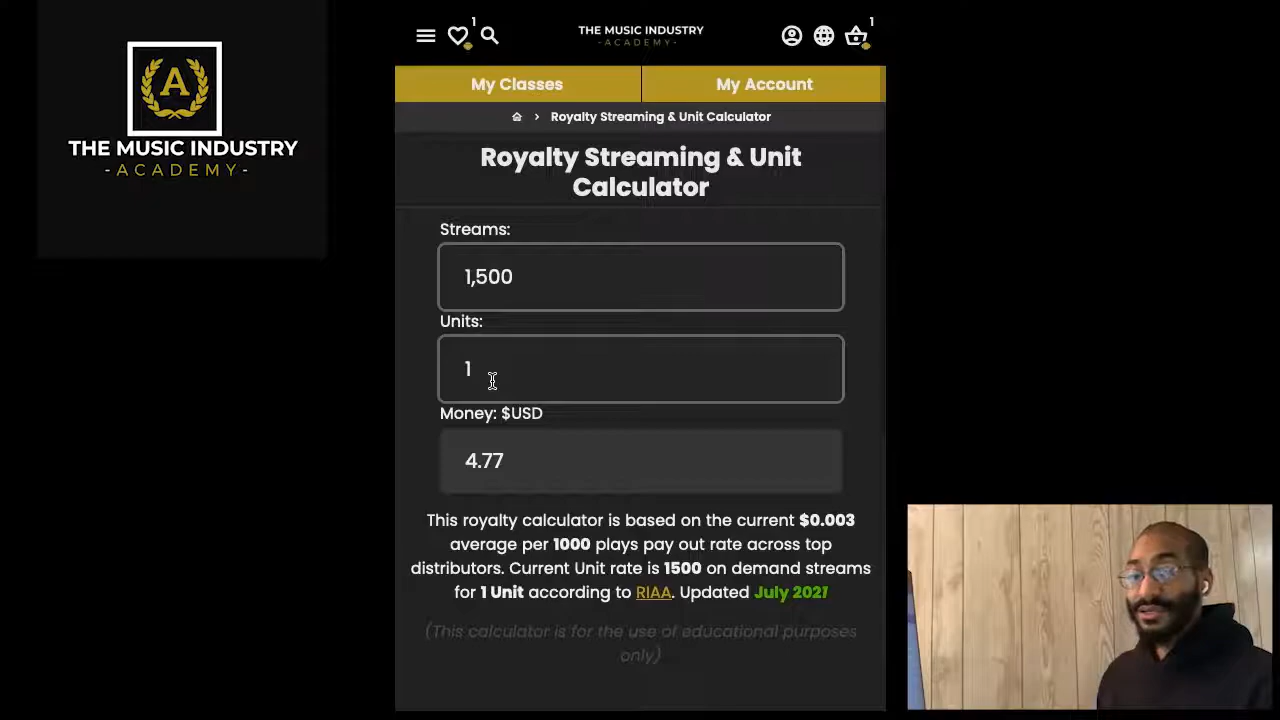 A
THE MUSIC INDUSTRY
-ACADEMY-
1
THE MUSIC INDUSTRY
-ACADEMY-
1
My Classes
My Account
Royalty Streaming & Unit Calculator
Royalty Streaming & Unit
Calculator
Streams:
1,500
Units:
1
Money: $USD
4.77
This royalty calculator is based on the current $0.003
average per 1000 plays pay out rate across top
distributors. Current Unit rate is 1500 on demand streams
for 1 Unit according to RIAA. Updated July 2021
(This calculator is for the use of educational purposes
only)